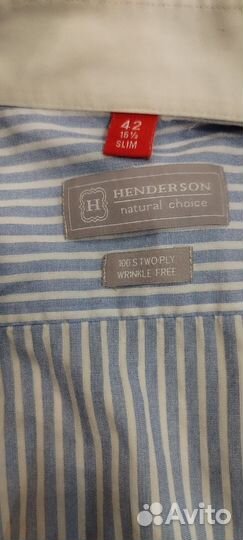 42
16 ½
SLIM
H
HENDERSON
natural choice
100'S TWO-PLY
WRINKLE FREE
Avito